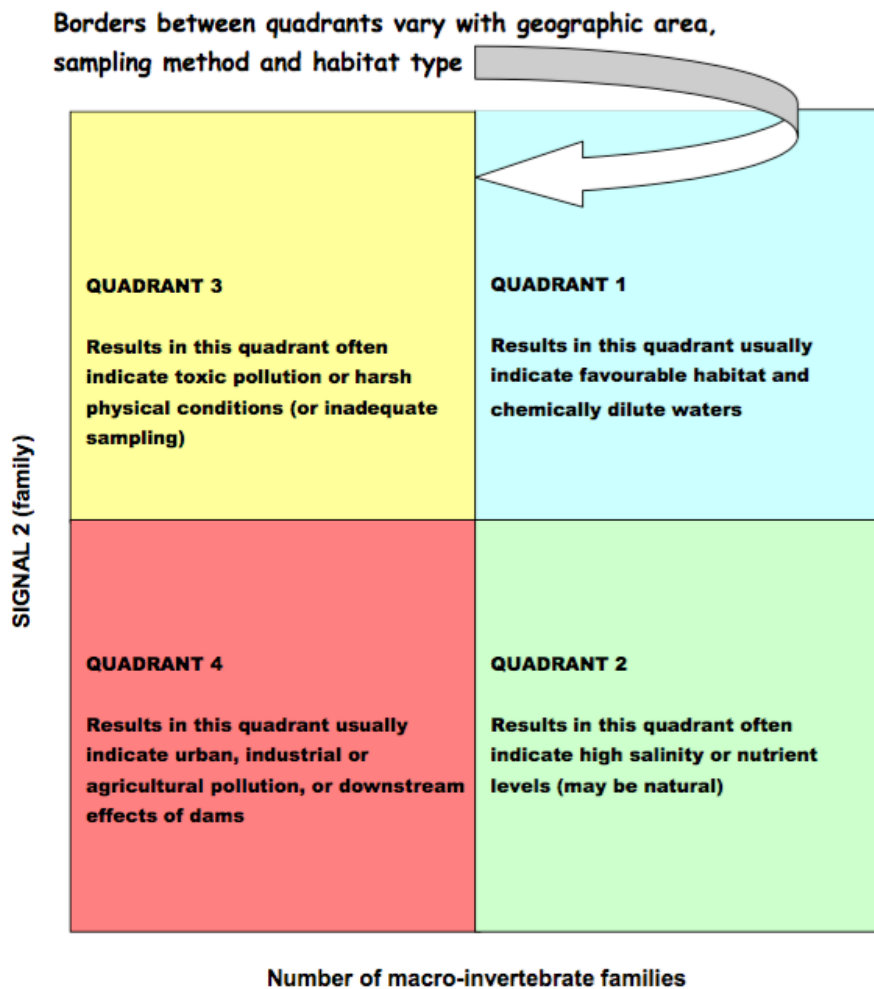 Borders between quadrants vary with geographic area,
sampling method and habitat type
QUADRANT 3
Results in this quadrant often
indicate toxic pollution or harsh
physical conditions (or inadequate
sampling)
QUADRANT 1
Results in this quadrant usually
indicate favourable habitat and
chemically dilute waters
SIGNAL 2 (family)
QUADRANT 4
Results in this quadrant usually
indicate urban, industrial or
agricultural pollution, or downstream
effects of dams
QUADRANT 2
Results in this quadrant often
indicate high salinity or nutrient
levels (may be natural)
Number of macro-invertebrate families